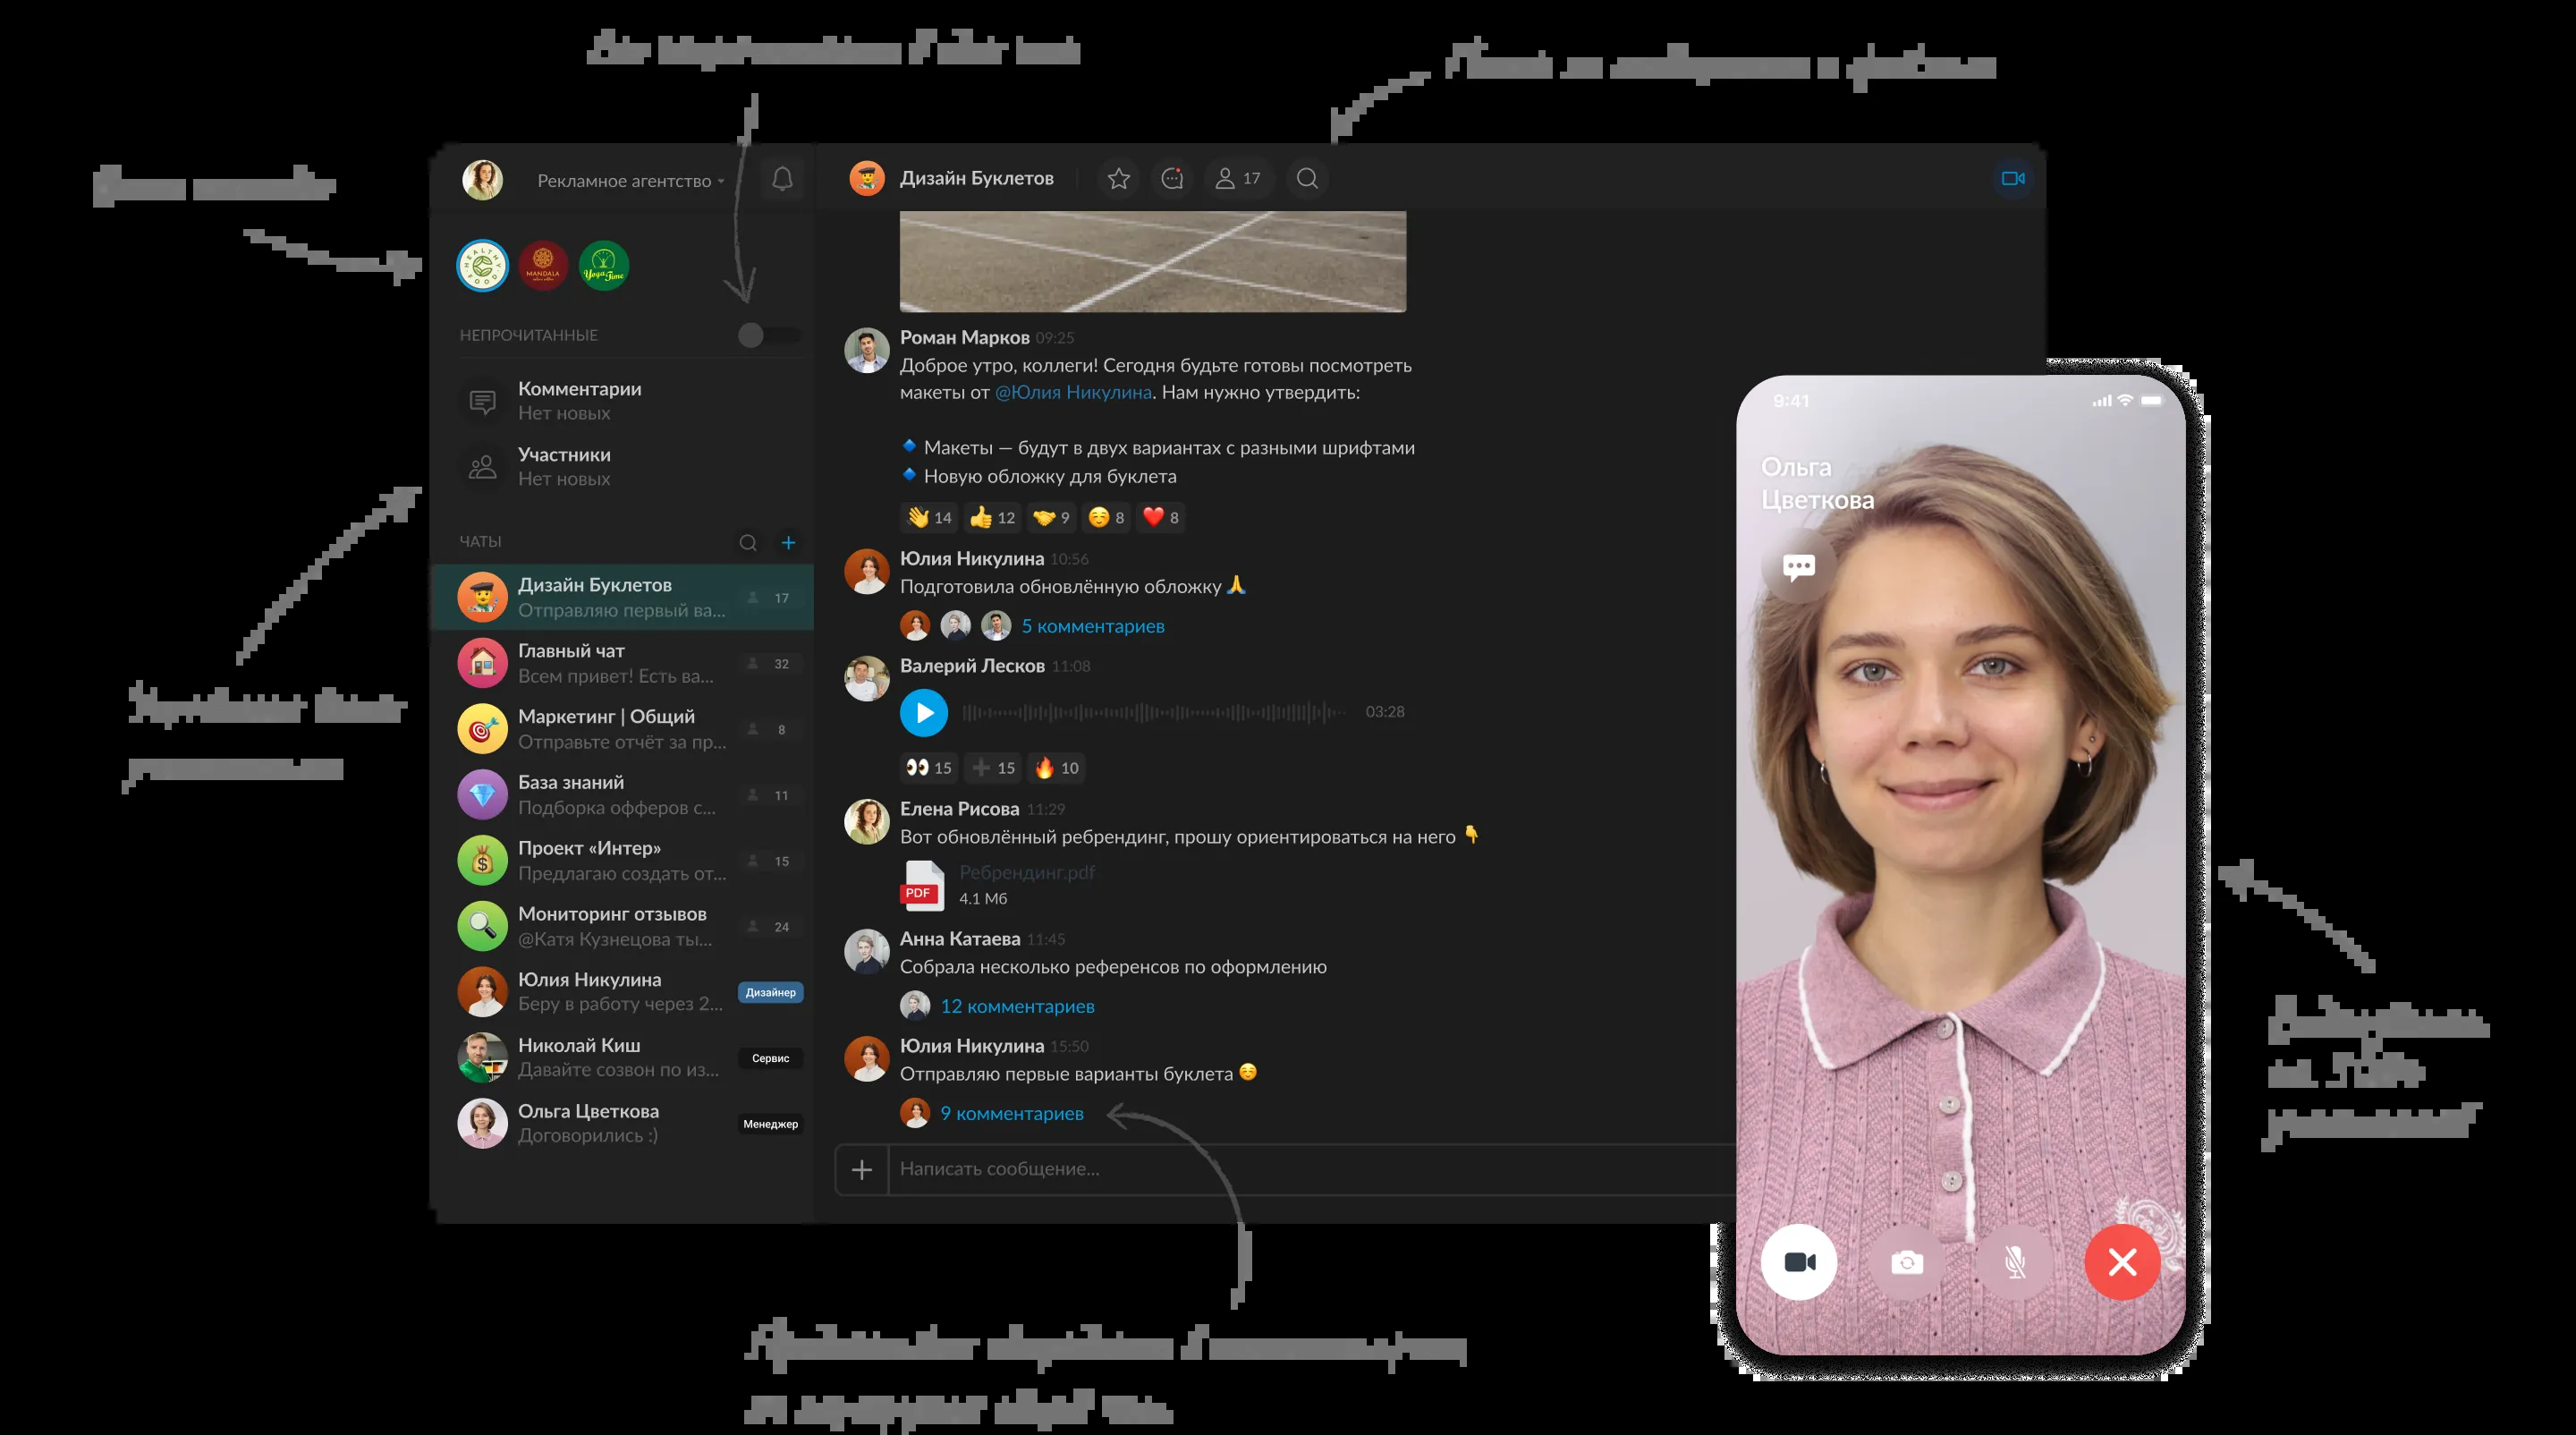 Рекламное агентство
HEALTHY FOOD
MANDALA
Yoga Time
НЕПРОЧИТАННЫЕ
Комментарии
Нет новых
Участники
Нет новых
ЧАТЫ
Дизайн Буклетов
Отправляю первый ва...
17
Главный чат
Всем привет! Есть ва...
32
Маркетинг | Общий
Отправьте отчёт за пр...
8
База знаний
Подборка офферов с...
11
Проект «Интер»
Предлагаю создать от...
15
Мониторинг отзывов
@Катя Кузнецова ты...
24
Юлия Никулина
Беру в работу через 2...
Дизайнер
Николай Киш
Давайте созвон по из...
Сервис
Ольга Цветкова
Договорились :)
Менеджер
Дизайн Буклетов
17
Роман Марков 09:25
Доброе утро, коллеги! Сегодня будьте готовы посмотреть
макеты от @Юлия Никулина. Нам нужно утвердить:
🔹 Макеты — будут в двух вариантах с разными шрифтами
🔹 Новую обложку для буклета
👋 14 👍 12 🤝 9 ☺️ 8 ❤️ 8
Юлия Никулина 10:56
Подготовила обновлённую обложку 🙏
5 комментариев
Валерий Лесков 11:08
03:28
👀 15 ➕ 15 🔥 10
Елена Рисова 11:29
Вот обновлённый ребрендинг, прошу ориентироваться на него 👇
PDF
Ребрендинг.pdf
4.1 Мб
Анна Катаева 11:45
Собрала несколько референсов по оформлению
12 комментариев
Юлия Никулина 15:50
Отправляю первые варианты буклета ☺️
9 комментариев
Написать сообщение...
9:41
Ольга
Цветкова